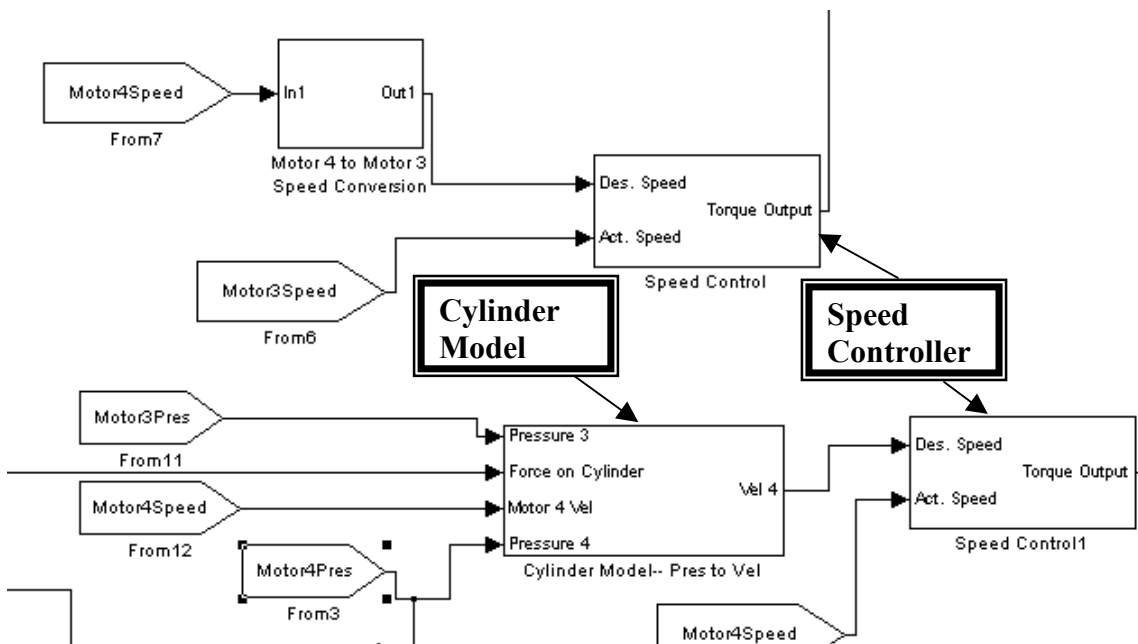 Motor4Speed
From7
In1
Out1
Motor 4 to Motor 3
Speed Conversion
Des. Speed
Torque Output
Act. Speed
Speed Control
Motor3Speed
From6
Cylinder
Model
Speed
Controller
Motor3Pres
From11
Pressure 3
Force on Cylinder
Motor4Speed
From12
Motor 4 Vel
Vel 4
Pressure 4
Cylinder Model-- Pres to Vel
Motor4Pres
From3
Des. Speed
Torque Output
Act. Speed
Speed Control1
Motor4Speed